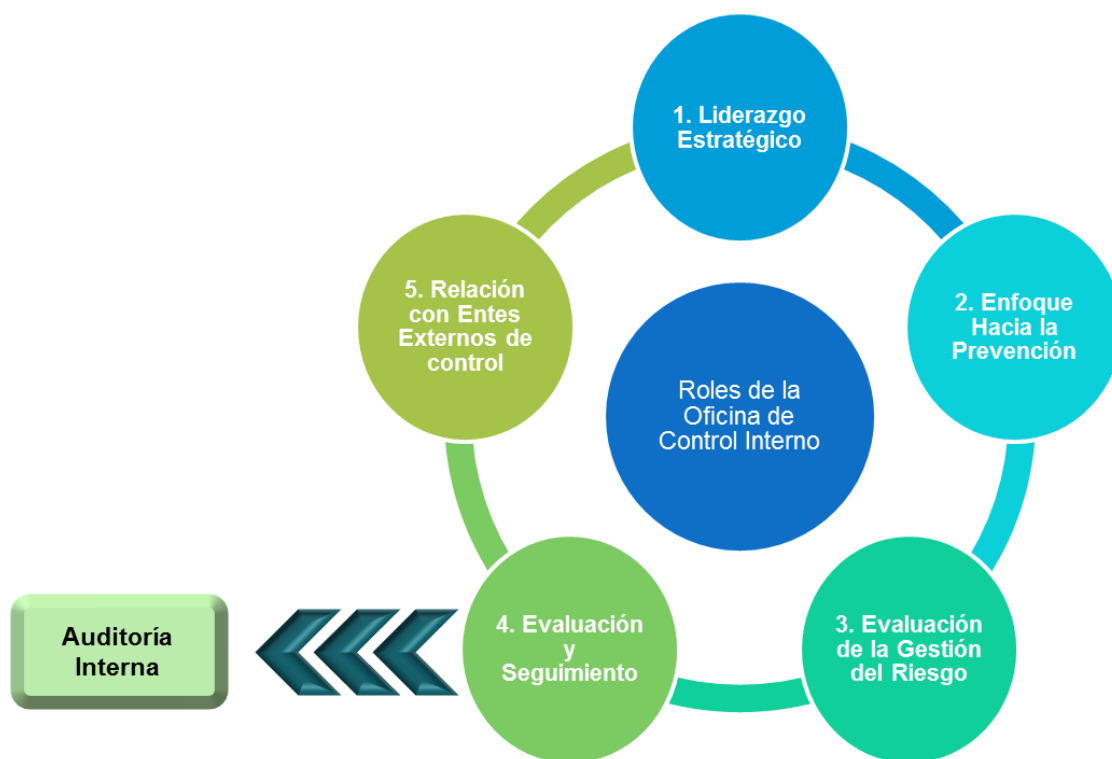 1. Liderazgo
Estratégico
2. Enfoque
Hacia la
Prevención
3. Evaluación
de la Gestión
del Riesgo
4. Evaluación
y
Seguimiento
5. Relación
con Entes
Externos de
control
Roles de la
Oficina de
Control Interno
Auditoría
Interna